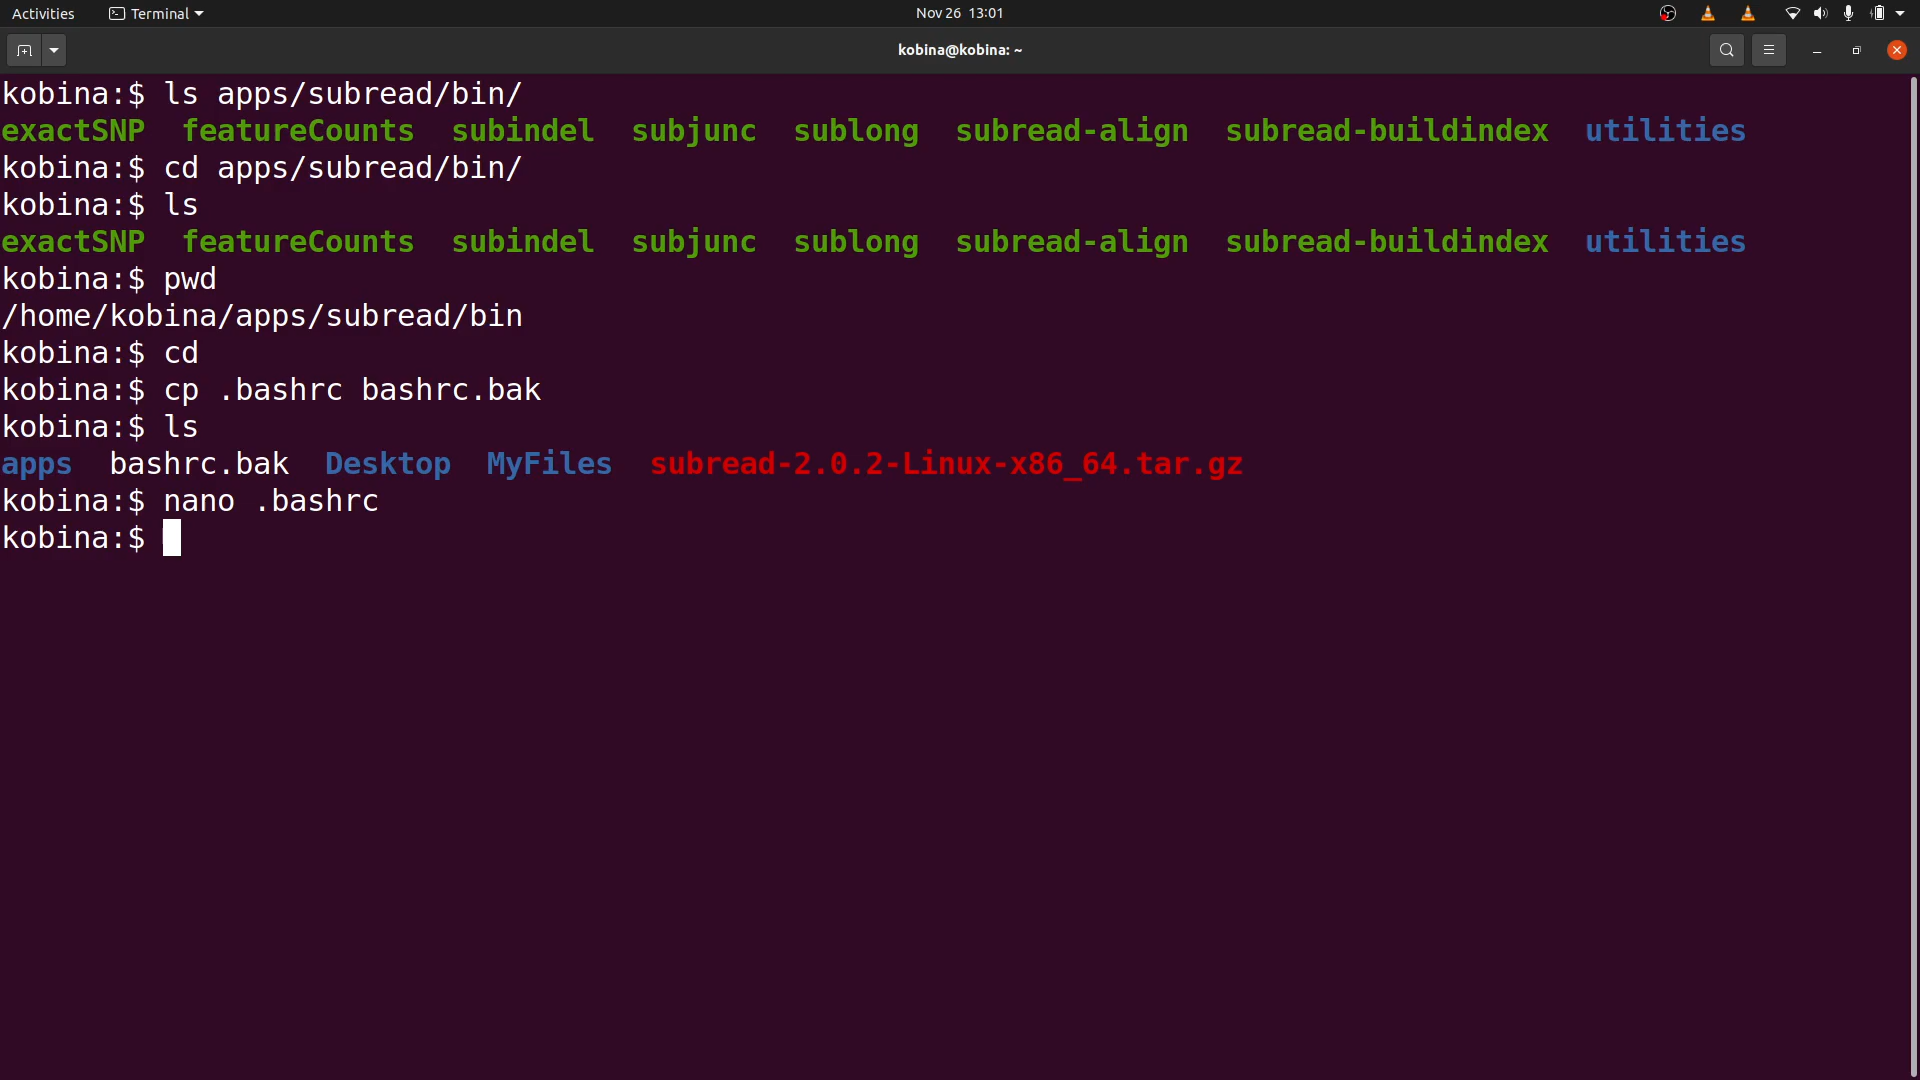 Activities Terminal Nov 26 13:01
kobina@kobina: ~
kobina:$ ls apps/subread/bin/
exactSNP featureCounts subindel subjunc sublong subread-align subread-buildindex utilities
kobina:$ cd apps/subread/bin/
kobina:$ ls
exactSNP featureCounts subindel subjunc sublong subread-align subread-buildindex utilities
kobina:$ pwd
/home/kobina/apps/subread/bin
kobina:$ cd
kobina:$ cp .bashrc bashrc.bak
kobina:$ ls
apps bashrc.bak Desktop MyFiles subread-2.0.2-Linux-x86_64.tar.gz
kobina:$ nano .bashrc
kobina:$